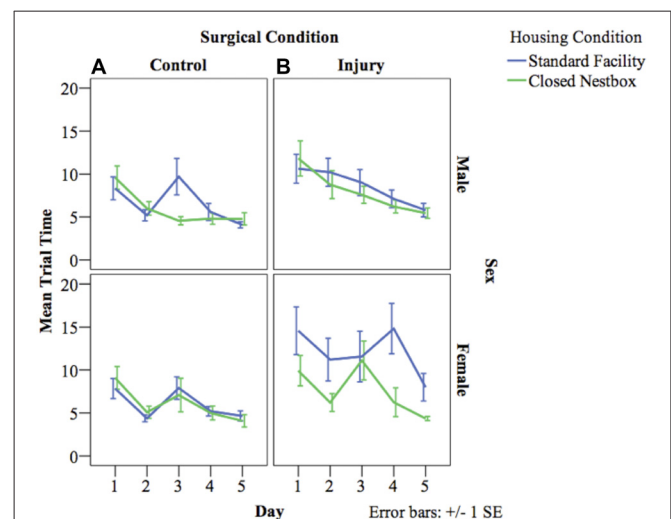 Surgical Condition
A Control
B Injury
Housing Condition
Standard Facility
Closed Nestbox
Mean Trial Time
20
15
10
5
0
Male
20
15
10
5
0
Female
Sex
1 2 3 4 5
1 2 3 4 5
Day
Error bars: +/- 1 SE